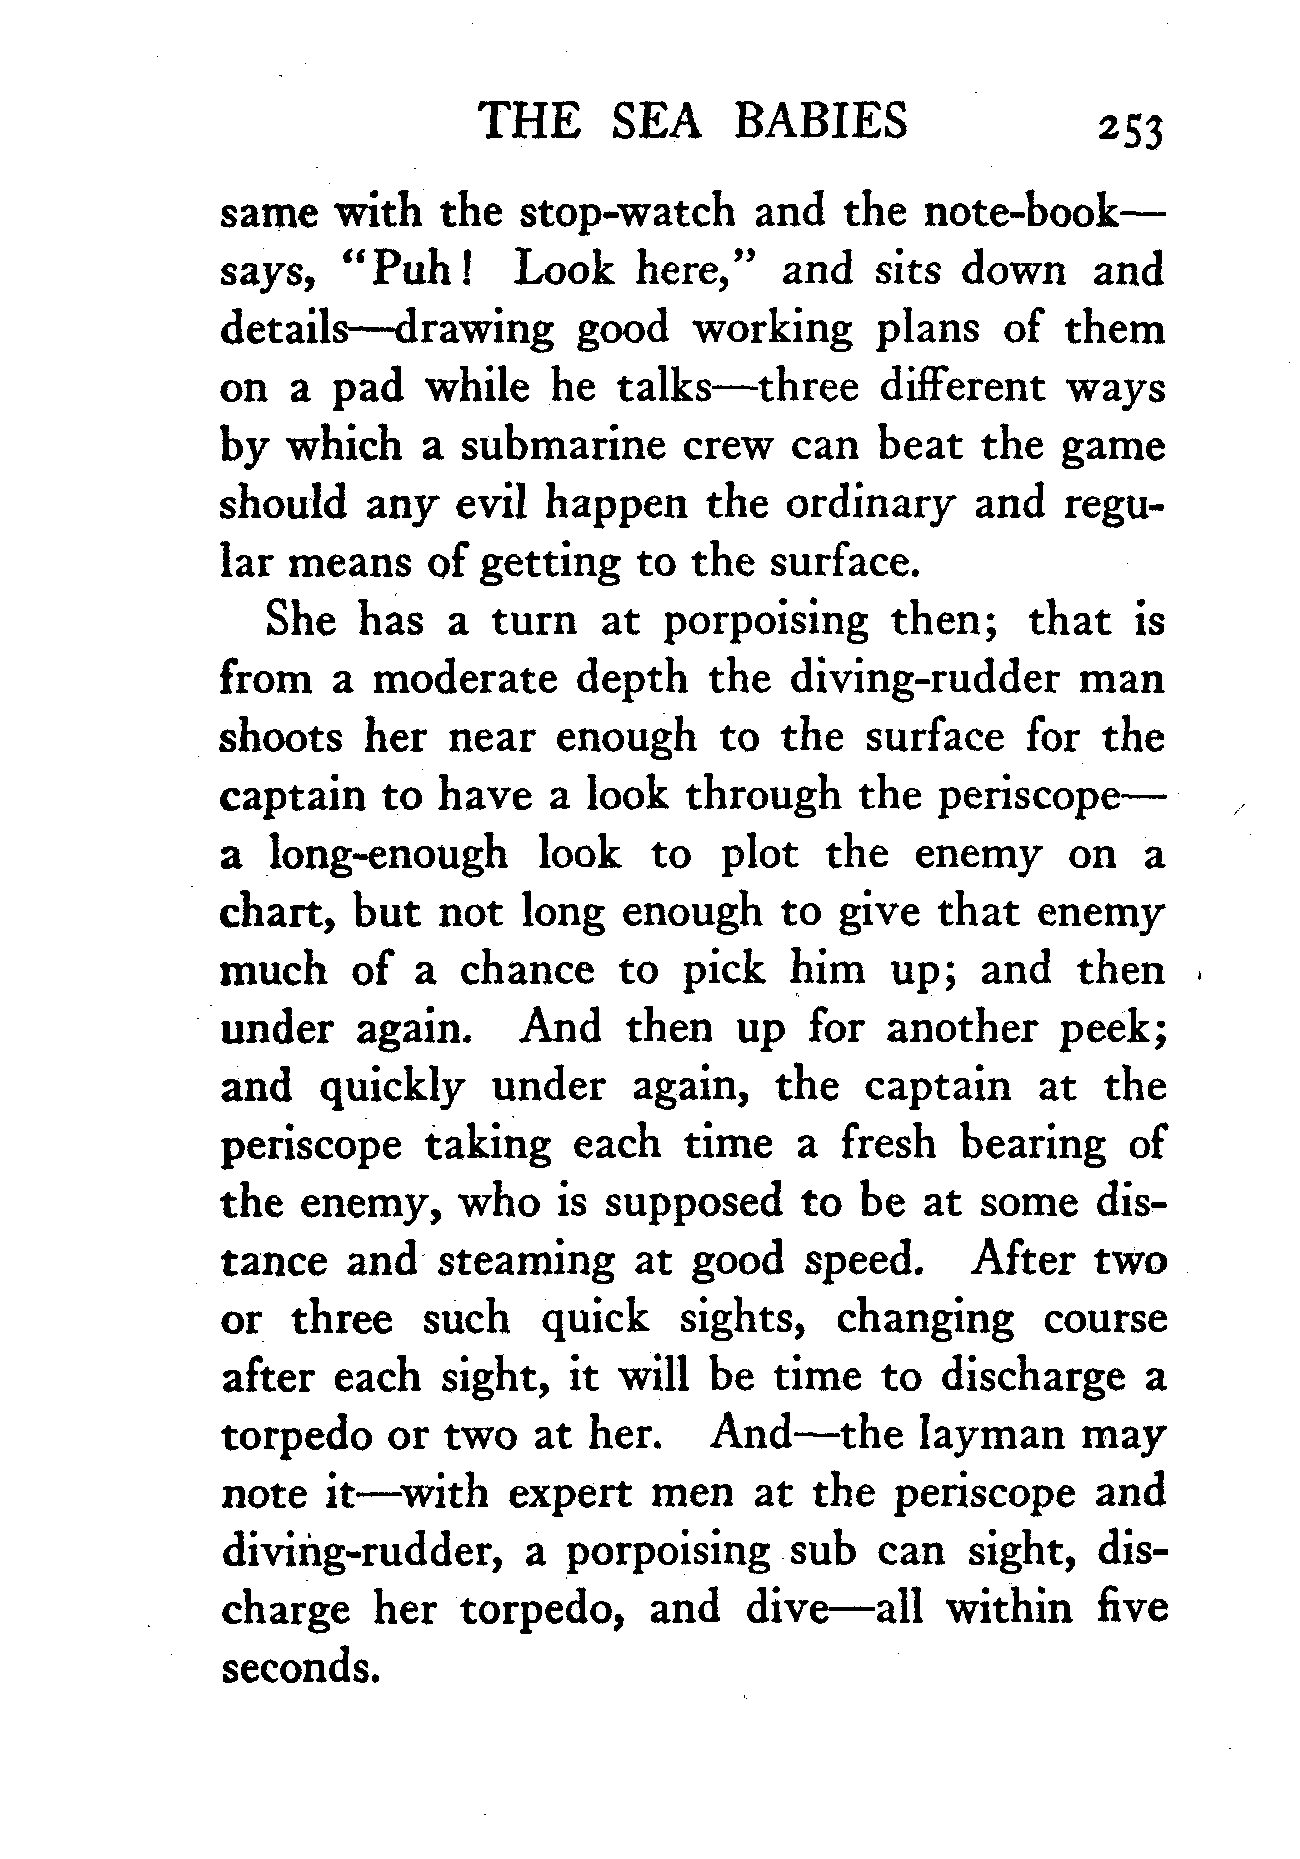 THE SEA BABIES 253
same with the stop-watch and the note-book—
says, “Puh! Look here,” and sits down and
details—drawing good working plans of them
on a pad while he talks—three different ways
by which a submarine crew can beat the game
should any evil happen the ordinary and regu-
lar means of getting to the surface.
She has a turn at porpoising then; that is
from a moderate depth the diving-rudder man
shoots her near enough to the surface for the
captain to have a look through the periscope—
a long-enough look to plot the enemy on a
chart, but not long enough to give that enemy
much of a chance to pick him up; and then
under again. And then up for another peek;
and quickly under again, the captain at the
periscope taking each time a fresh bearing of
the enemy, who is supposed to be at some dis-
tance and steaming at good speed. After two
or three such quick sights, changing course
after each sight, it will be time to discharge a
torpedo or two at her. And—the layman may
note it—with expert men at the periscope and
diving-rudder, a porpoising sub can sight, dis-
charge her torpedo, and dive—all within five
seconds.